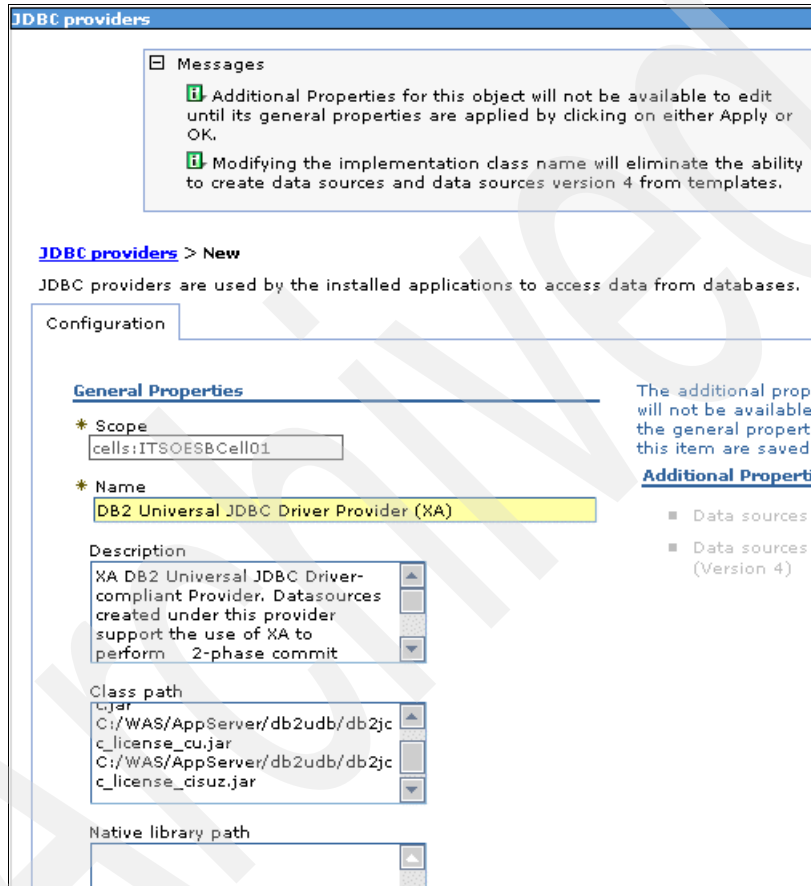 JDBC providers
Messages
Additional Properties for this object will not be available to edit
until its general properties are applied by clicking on either Apply or
OK.
Modifying the implementation class name will eliminate the ability
to create data sources and data sources version 4 from templates.
JDBC providers > New
JDBC providers are used by the installed applications to access data from databases.
Configuration
General Properties
* Scope
cells:ITSOESBCell01
* Name
DB2 Universal JDBC Driver Provider (XA)
Description
XA DB2 Universal JDBC Driver-
compliant Provider. Datasources
created under this provider
support the use of XA to
perform 2-phase commit
Class path
c.jar
C:/WAS/AppServer/db2udb/db2jc
c_license_cu.jar
C:/WAS/AppServer/db2udb/db2jc
c_license_cisuz.jar
Native library path
The additional prop
will not be available
the general propert
this item are saved
Additional Properti
Data sources
Data sources
(Version 4)
Archived